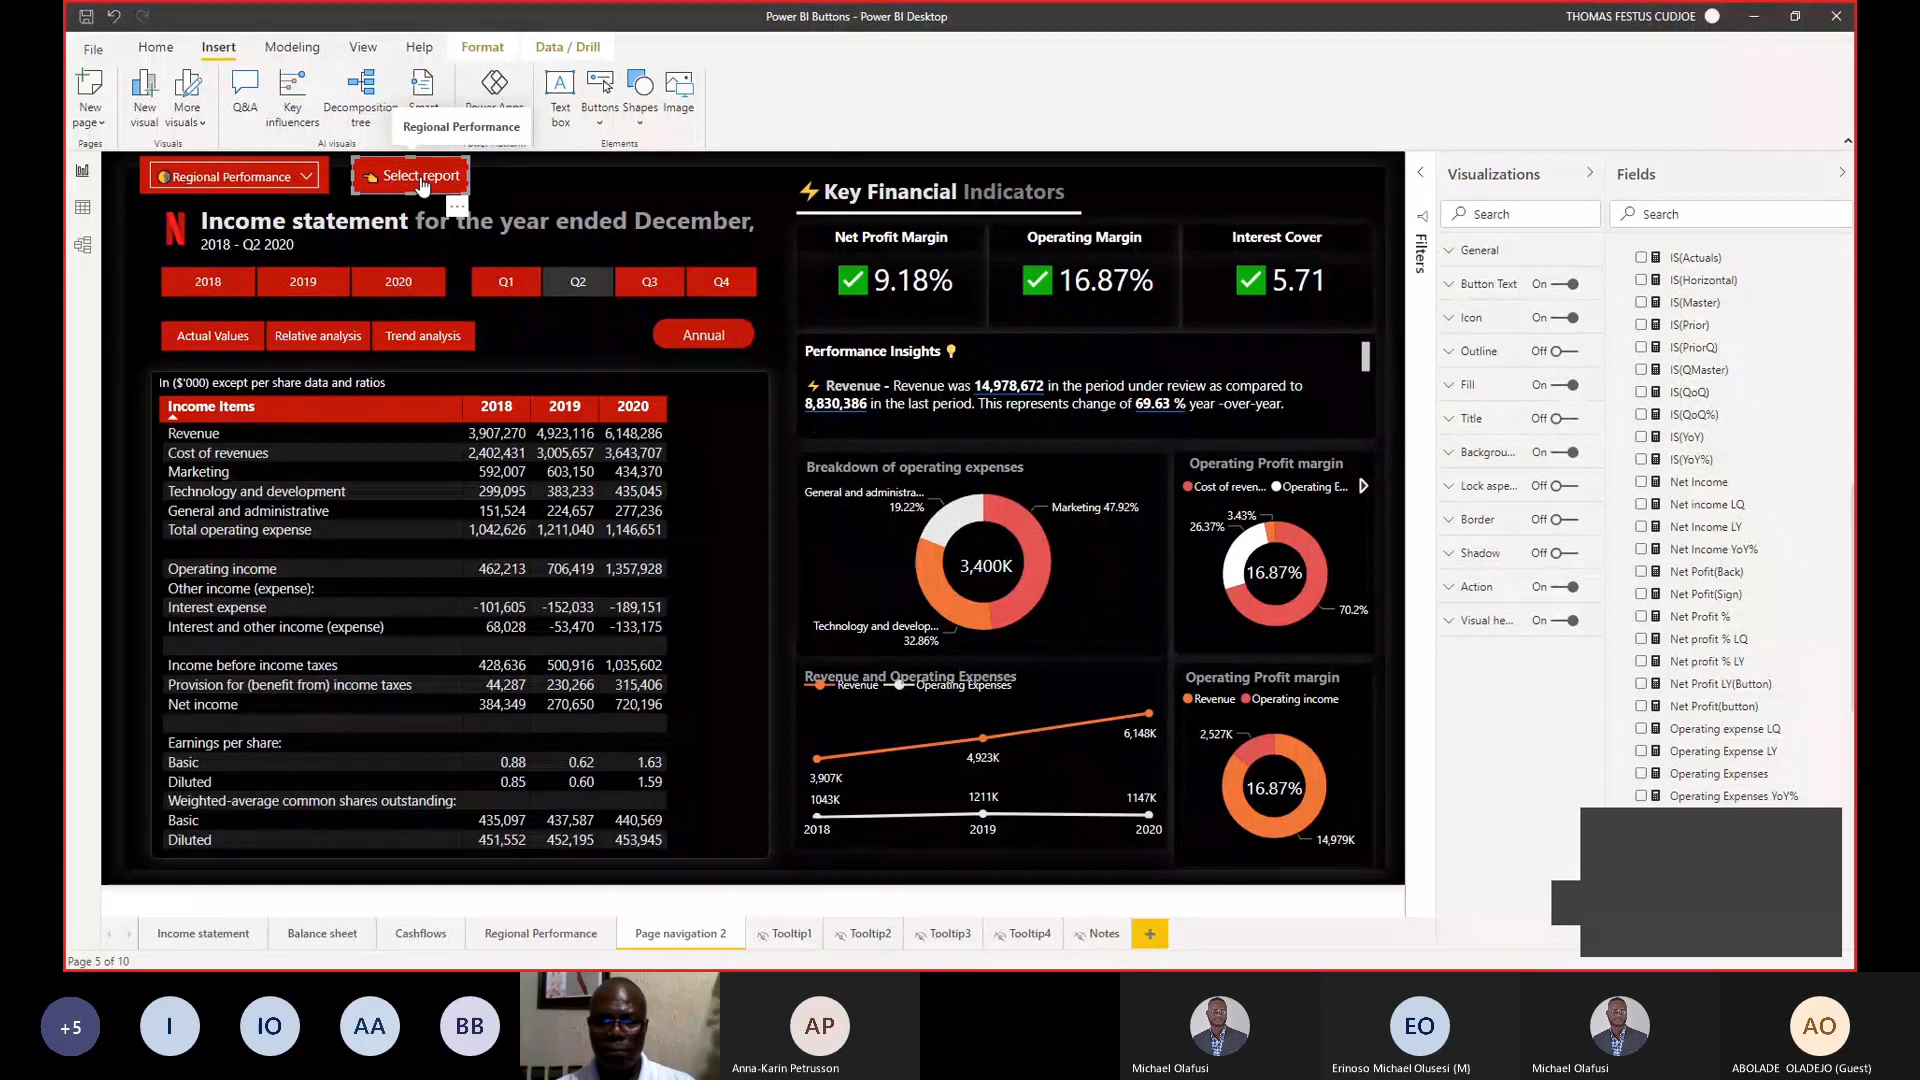 Power BI Buttons - Power BI Desktop
THOMAS FESTUS CUDJOE
File
Home
Insert
Modeling
View
Help
Format
Data / Drill
New page
New visual
More visuals
Q&A
Key influencers
Decomposition tree
Text box
Buttons
Shapes
Image
Pages
Visuals
AI visuals
Elements
Regional Performance
Regional Performance
Select report
N
Income statement for the year ended December,
2018 - Q2 2020
2018
2019
2020
Q1
Q2
Q3
Q4
Actual Values
Relative analysis
Trend analysis
Annual
In ($'000) except per share data and ratios
Income Items 2018 2019 2020
Revenue 3,907,270 4,923,116 6,148,286
Cost of revenues 2,402,431 3,005,657 3,643,707
Marketing 592,007 603,150 434,370
Technology and development 299,095 383,233 435,045
General and administrative 151,524 224,657 277,236
Total operating expense 1,042,626 1,211,040 1,146,651
Operating income 462,213 706,419 1,357,928
Other income (expense):
Interest expense -101,605 -152,033 -189,151
Interest and other income (expense) 68,028 -53,470 -133,175
Income before income taxes 428,636 500,916 1,035,602
Provision for (benefit from) income taxes 44,287 230,266 315,406
Net income 384,349 270,650 720,196
Earnings per share:
Basic 0.88 0.62 1.63
Diluted 0.85 0.60 1.59
Weighted-average common shares outstanding:
Basic 435,097 437,587 440,569
Diluted 451,552 452,195 453,945
Key Financial Indicators
Net Profit Margin
9.18%
Operating Margin
16.87%
Interest Cover
5.71
Performance Insights
Revenue - Revenue was 14,978,672 in the period under review as compared to
8,830,386 in the last period. This represents change of 69.63 % year -over-year.
Breakdown of operating expenses
General and administra...
19.22%
Marketing 47.92%
3,400K
Technology and develop...
32.86%
Operating Profit margin
Cost of reven... Operating E...
3.43%
26.37%
16.87%
70.2%
Revenue and Operating Expenses
Revenue Operating Expenses
3,907K
4,923K
6,148K
1043K
1211K
1147K
2018
2019
2020
Operating Profit margin
Revenue Operating income
2,527K
16.87%
14,979K
Filters
Visualizations
Search
General
Button Text On
Icon On
Outline Off
Fill On
Title Off
Backgrou... On
Lock aspe... Off
Border Off
Shadow Off
Action On
Visual he... On
Fields
Search
IS(Actuals)
IS(Horizontal)
IS(Master)
IS(Prior)
IS(PriorQ)
IS(QMaster)
IS(QoQ)
IS(QoQ%)
IS(YoY)
IS(YoY%)
Net Income
Net income LQ
Net Income LY
Net Income YoY%
Net Pofit(Back)
Net Pofit(Sign)
Net Profit %
Net profit % LQ
Net profit % LY
Net Profit LY(Button)
Net Profit(button)
Operating expense LQ
Operating Expense LY
Operating Expenses
Operating Expenses YoY%
Income statement
Balance sheet
Cashflows
Regional Performance
Page navigation 2
Tooltip1
Tooltip2
Tooltip3
Tooltip4
Notes
+
Page 5 of 10
+5
I
IO
AA
BB
AP
Anna-Karin Petrusson
Michael Olafusi
EO
Erinoso Michael Olusesi (M)
Michael Olafusi
AO
ABOLADE OLADEJO (Guest)